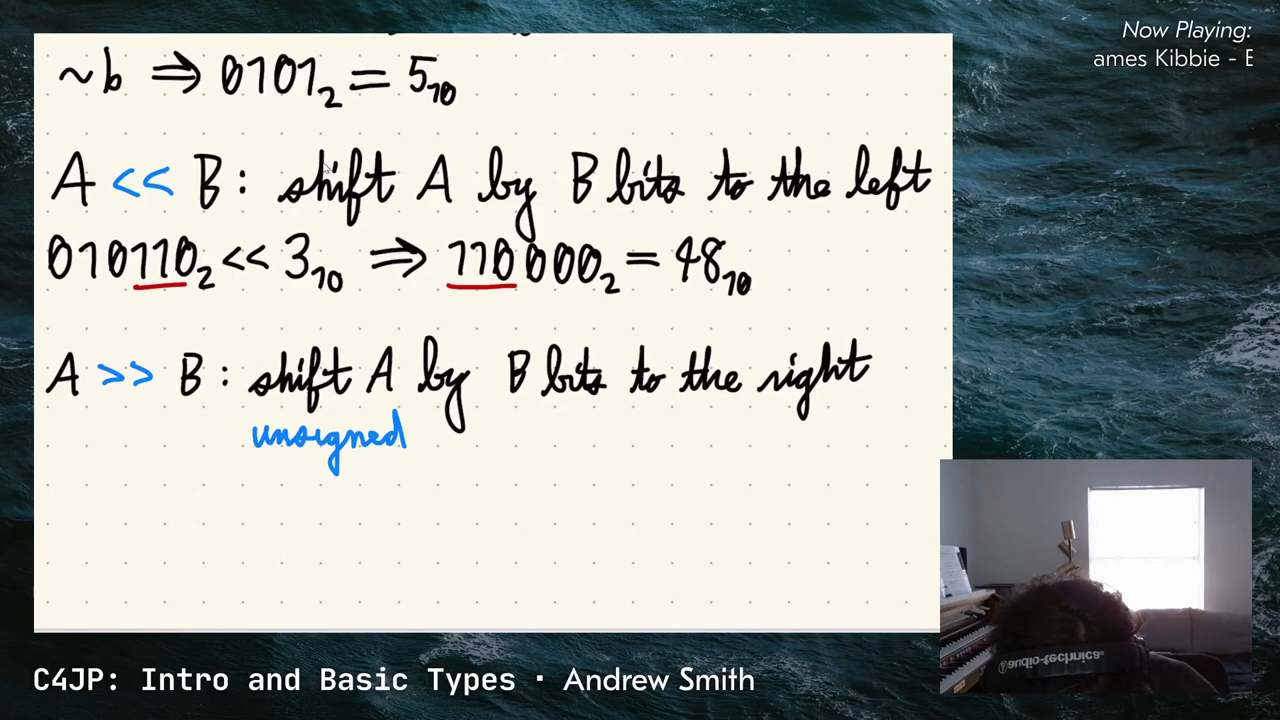 Now Playing:
ames Kibbie - E
~b ⇒ 0101₂ = 5₁₀
A << B: shift A by B bits to the left
010110₂ << 3₁₀ ⇒ 110000₂ = 48₁₀
A >> B: shift A by B bits to the right
unsigned
audio-technica
C4JP: Intro and Basic Types · Andrew Smith